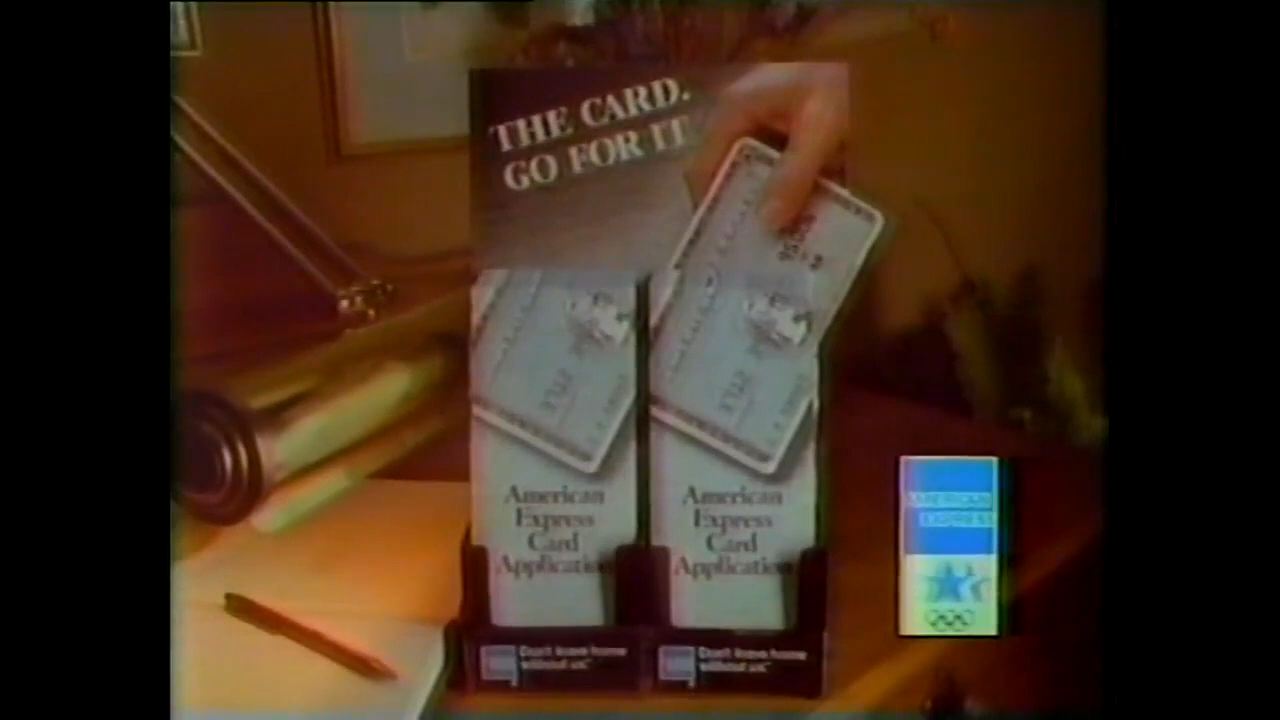 THE CARD.
GO FOR IT
American
Express
Card
Application
American
Express
Card
Application
AMERICAN
EXPRESS
Don't leave home
without us.
Don't leave home
without us.